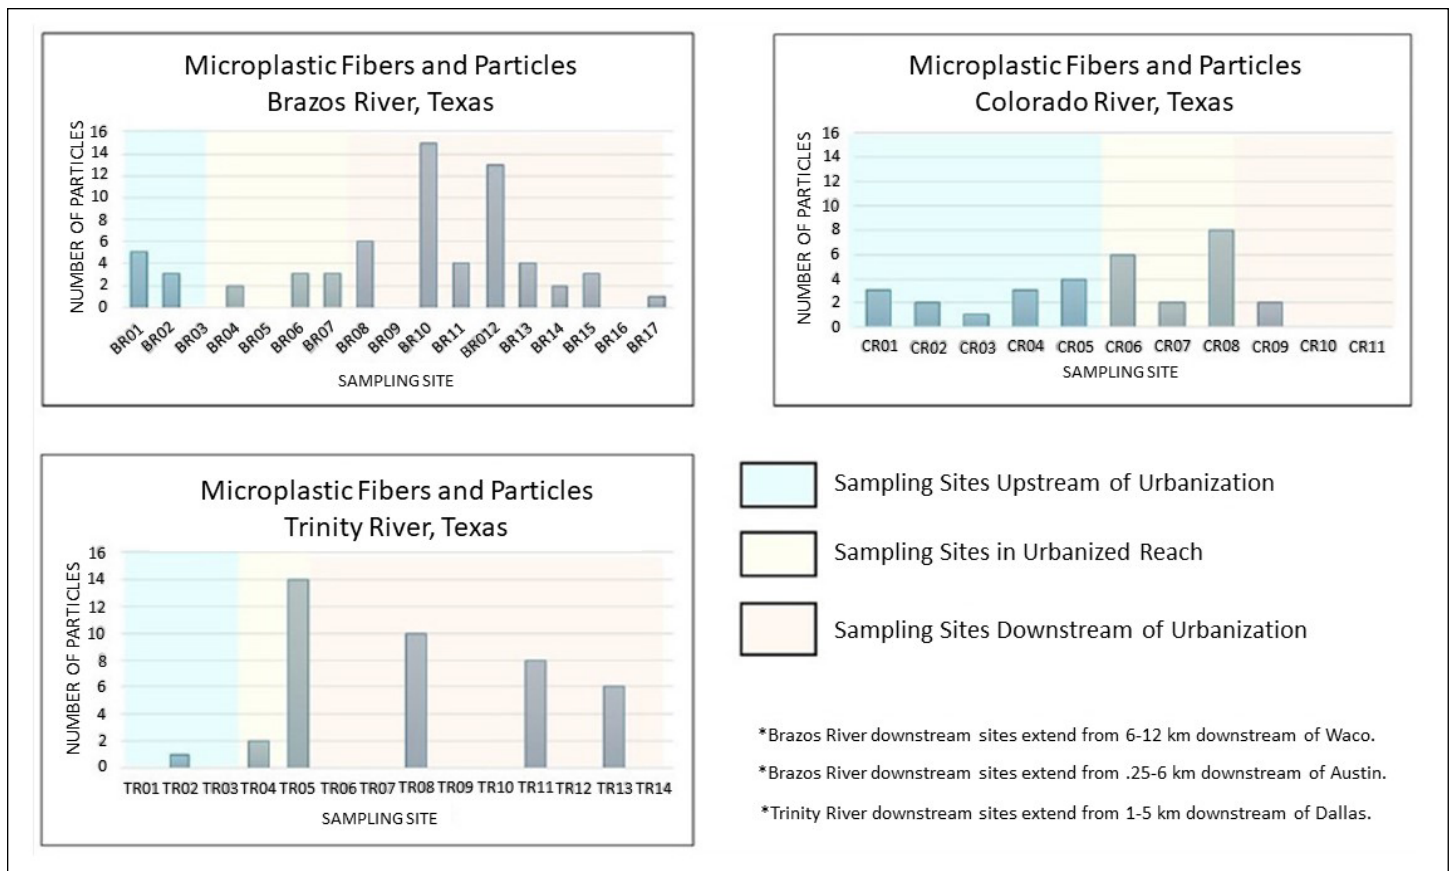 Microplastic Fibers and Particles
Brazos River, Texas
NUMBER OF PARTICLES
16
14
12
10
8
6
4
2
0
BR01 BR02 BR03 BR04 BR05 BR06 BR07 BR08 BR09 BR10 BR11 BR012 BR13 BR14 BR15 BR16 BR17
SAMPLING SITE
Microplastic Fibers and Particles
Colorado River, Texas
NUMBER OF PARTICLES
16
14
12
10
8
6
4
2
0
CR01 CR02 CR03 CR04 CR05 CR06 CR07 CR08 CR09 CR10 CR11
SAMPLING SITE
Microplastic Fibers and Particles
Trinity River, Texas
NUMBER OF PARTICLES
16
14
12
10
8
6
4
2
0
TR01 TR02 TR03 TR04 TR05 TR06 TR07 TR08 TR09 TR10 TR11 TR12 TR13 TR14
SAMPLING SITE
Sampling Sites Upstream of Urbanization
Sampling Sites in Urbanized Reach
Sampling Sites Downstream of Urbanization
*Brazos River downstream sites extend from 6-12 km downstream of Waco.
*Brazos River downstream sites extend from .25-6 km downstream of Austin.
*Trinity River downstream sites extend from 1-5 km downstream of Dallas.